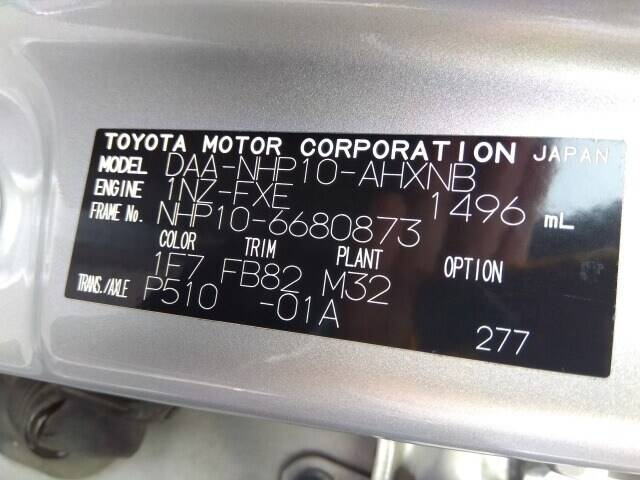 TOYOTA MOTOR CORPORATION JAPAN
MODEL DAA-NHP10-AHXNB
ENGINE 1NZ-FXE 1496 mL
FRAME No. NHP10-6680873
COLOR TRIM PLANT OPTION
1F7 FB82 M32
TRANS./AXLE P510 -01A
277